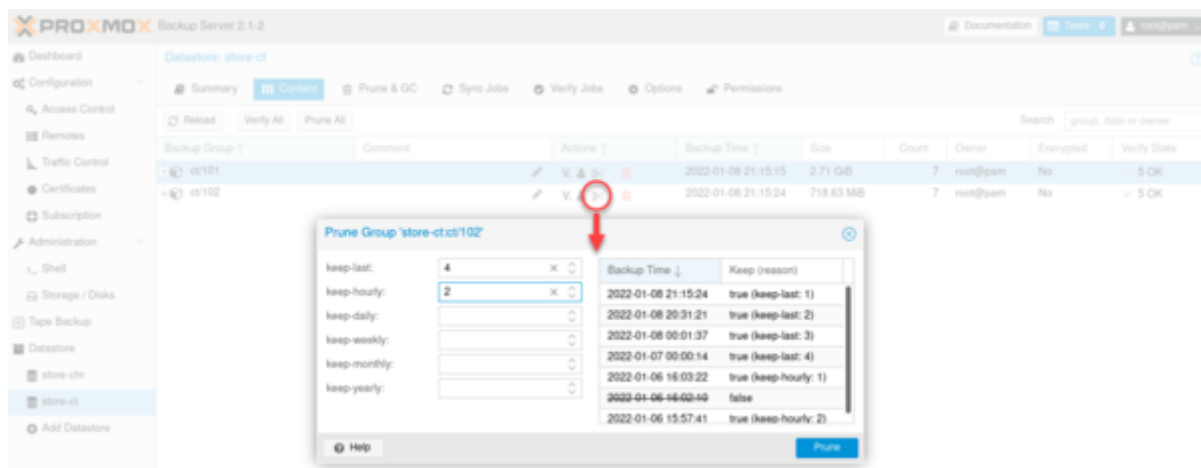 PROXMOX Backup Server 2.1-2 Documentation Tasks 0 root@pam
Dashboard
Configuration
Access Control
Remotes
Traffic Control
Certificates
Subscription
Administration
>_ Shell
Storage / Disks
Tape Backup
Datastore
store-chr
store-ct
Add Datastore
Datastore: store-ct
Summary Content Prune & GC Sync Jobs Verify Jobs Options Permissions
Reload Verify All Prune All Search group, date or owner
Backup Group ↑ Comment Actions Backup Time ↑ Size Count Owner Encrypted Verify State
ct/101 V. 2022-01-08 21:15:15 2.71 GiB 7 root@pam No 5 OK
ct/102 V. 2022-01-08 21:15:24 718.63 MiB 7 root@pam No 5 OK
Prune Group 'store-ct:ct/102'
keep-last: 4
keep-hourly: 2
keep-daily:
keep-weekly:
keep-monthly:
keep-yearly:
Backup Time ↓ Keep (reason)
2022-01-08 21:15:24 true (keep-last: 1)
2022-01-08 20:31:21 true (keep-last: 2)
2022-01-08 00:01:37 true (keep-last: 3)
2022-01-07 00:00:14 true (keep-last: 4)
2022-01-06 16:03:22 true (keep-hourly: 1)
2022-01-06 16:02:10 false
2022-01-06 15:57:41 true (keep-hourly: 2)
Help Prune